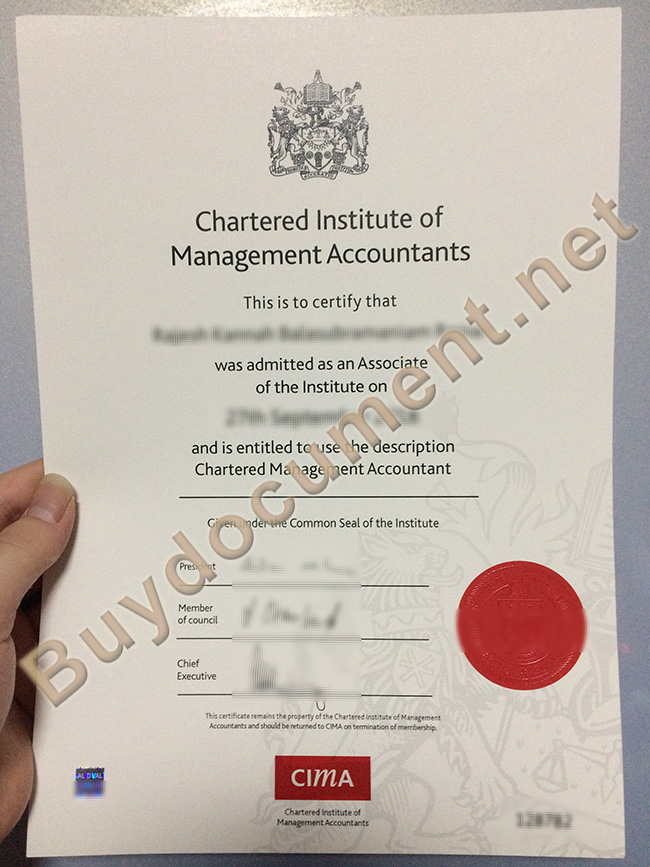 Chartered Institute of
Management Accountants
This is to certify that
was admitted as an Associate
of the Institute on
and is entitled to use the description
Chartered Management Accountant
Given under the Common Seal of the Institute
President
Member
of council
Chief
Executive
This certificate remains the property of the Chartered Institute of Management
Accountants and should be returned to CIMA on termination of membership.
CIMA
Chartered Institute of
Management Accountants
Buydocument.net